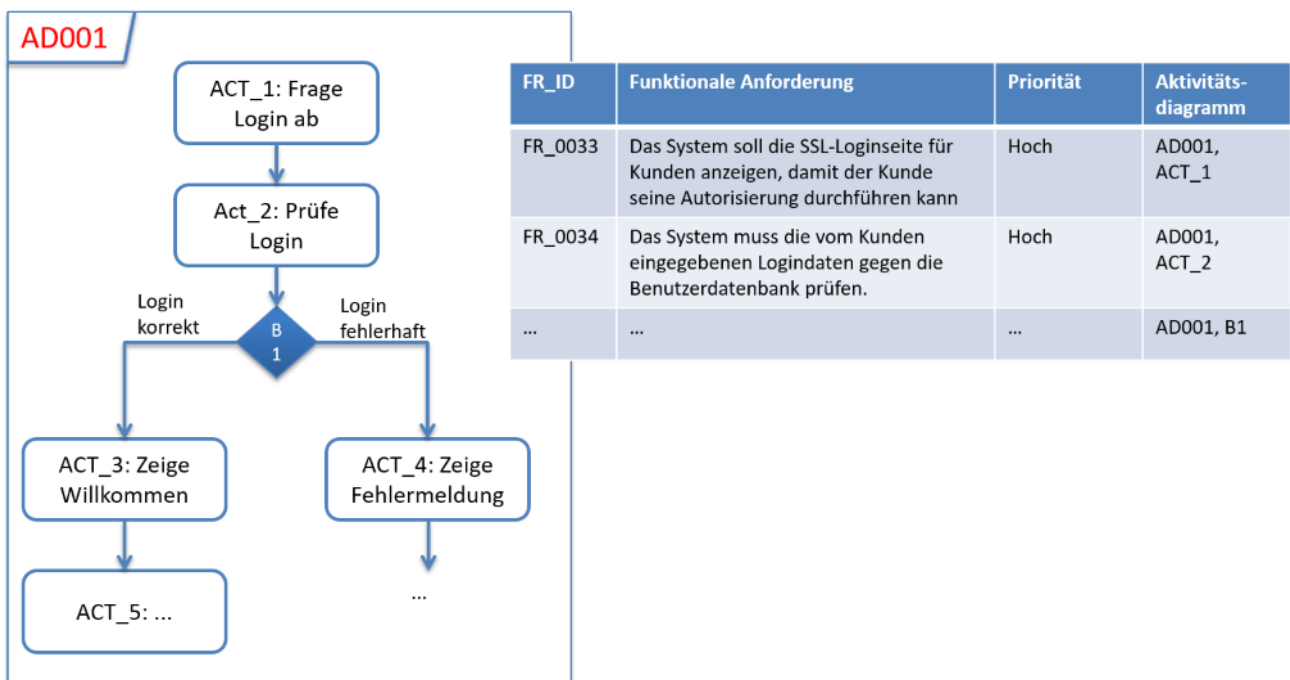 AD001
ACT_1: Frage
Login ab
Act_2: Prüfe
Login
Login
korrekt
B
1
Login
fehlerhaft
ACT_3: Zeige
Willkommen
ACT_4: Zeige
Fehlermeldung
ACT_5: ...
...
FR_ID
Funktionale Anforderung
Priorität
Aktivitäts-
diagramm
FR_0033
Das System soll die SSL-Loginseite für
Kunden anzeigen, damit der Kunde
seine Autorisierung durchführen kann
Hoch
AD001,
ACT_1
FR_0034
Das System muss die vom Kunden
eingegebenen Logindaten gegen die
Benutzerdatenbank prüfen.
Hoch
AD001,
ACT_2
...
...
...
AD001, B1